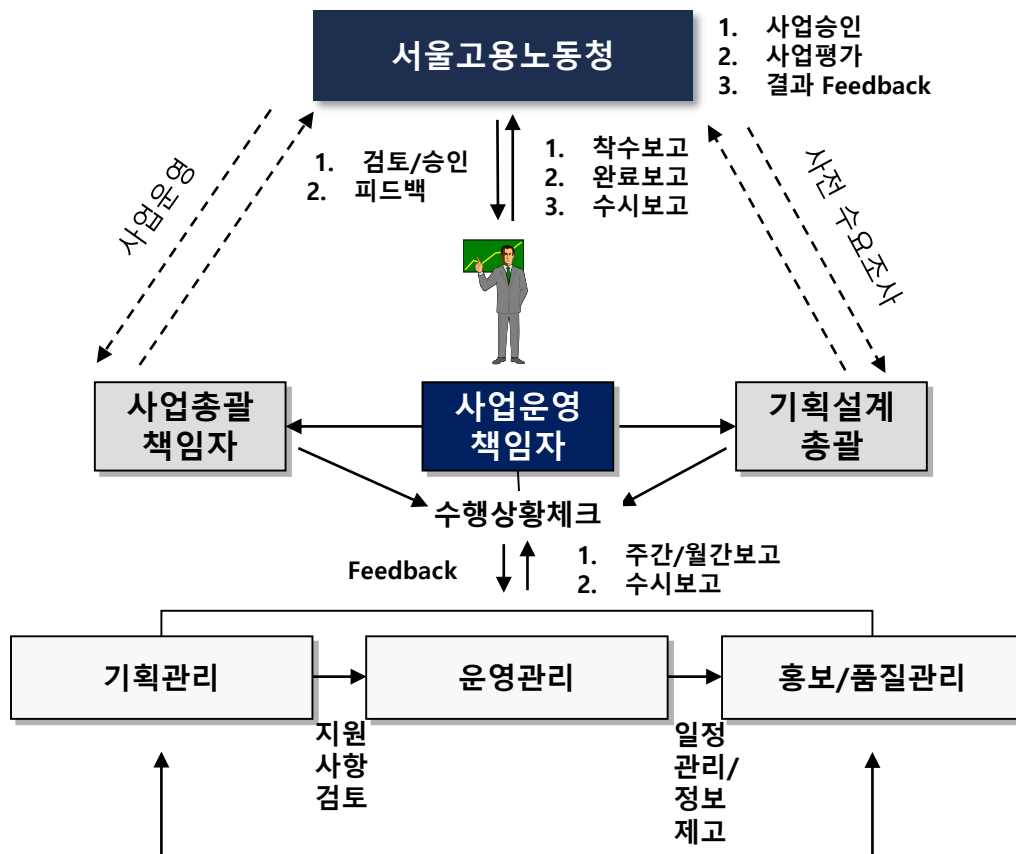 서울고용노동청
1. 사업승인
2. 사업평가
3. 결과 Feedback
사업운영
1. 검토/승인
2. 피드백
1. 착수보고
2. 완료보고
3. 수시보고
사전 수요조사
사업총괄
책임자
사업운영
책임자
기획설계
총괄
수행상황체크
Feedback
1. 주간/월간보고
2. 수시보고
기획관리
운영관리
홍보/품질관리
지원
사항
검토
일정
관리/
정보
제고